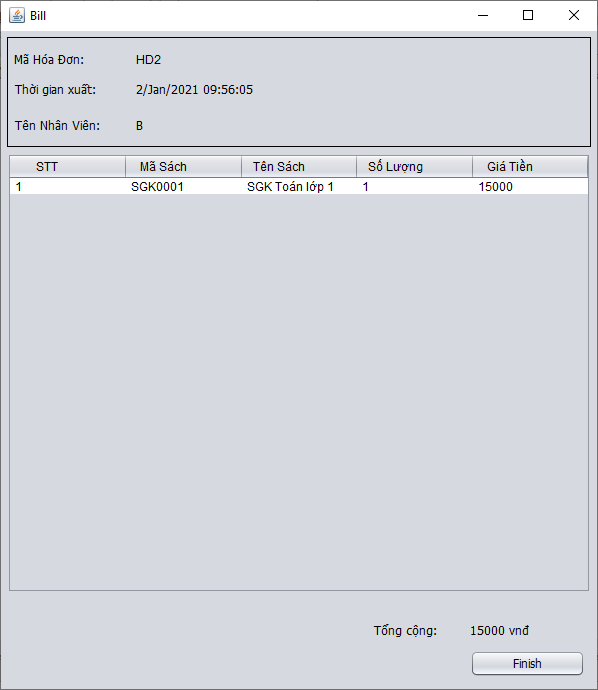 Bill
Mã Hóa Đơn: HD2
Thời gian xuất: 2/Jan/2021 09:56:05
Tên Nhân Viên: B
STT Mã Sách Tên Sách Số Lượng Giá Tiền
1 SGK0001 SGK Toán lớp 1 1 15000
Tổng cộng: 15000 vnđ
Finish